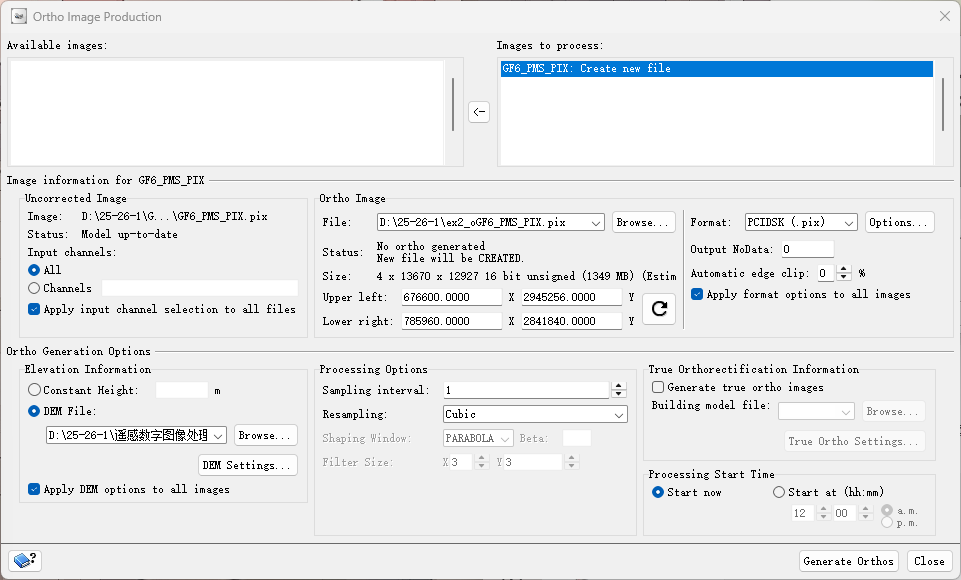 Ortho Image Production
Available images:
Images to process:
GF6_PMS_PIX: Create new file
<-
Image information for GF6_PMS_PIX
Uncorrected Image
Image: D:\25-26-1\G...\GF6_PMS_PIX.pix
Status: Model up-to-date
Input channels:
All
Channels
Apply input channel selection to all files
Ortho Image
File: D:\25-26-1\ex2_oGF6_PMS_PIX.pix Browse...
Status: No ortho generated
New file will be CREATED.
Size: 4 x 13670 x 12927 16 bit unsigned (1349 MB) (Estim
Upper left: 676600.0000 X 2945256.0000 Y
Lower right: 785960.0000 X 2841840.0000 Y
Format: PCIDSK (.pix) Options...
Output NoData: 0
Automatic edge clip: 0 %
Apply format options to all images
Ortho Generation Options
Elevation Information
Constant Height: m
DEM File:
D:\25-26-1\遥感数字图像处理 Browse...
DEM Settings...
Apply DEM options to all images
Processing Options
Sampling interval: 1
Resampling: Cubic
Shaping Window: PARABOLA Beta:
Filter Size: X 3 Y 3
True Orthorectification Information
Generate true ortho images
Building model file: Browse...
True Ortho Settings...
Processing Start Time
Start now Start at (hh:mm)
12 00 a.m.
p.m.
?
Generate Orthos Close